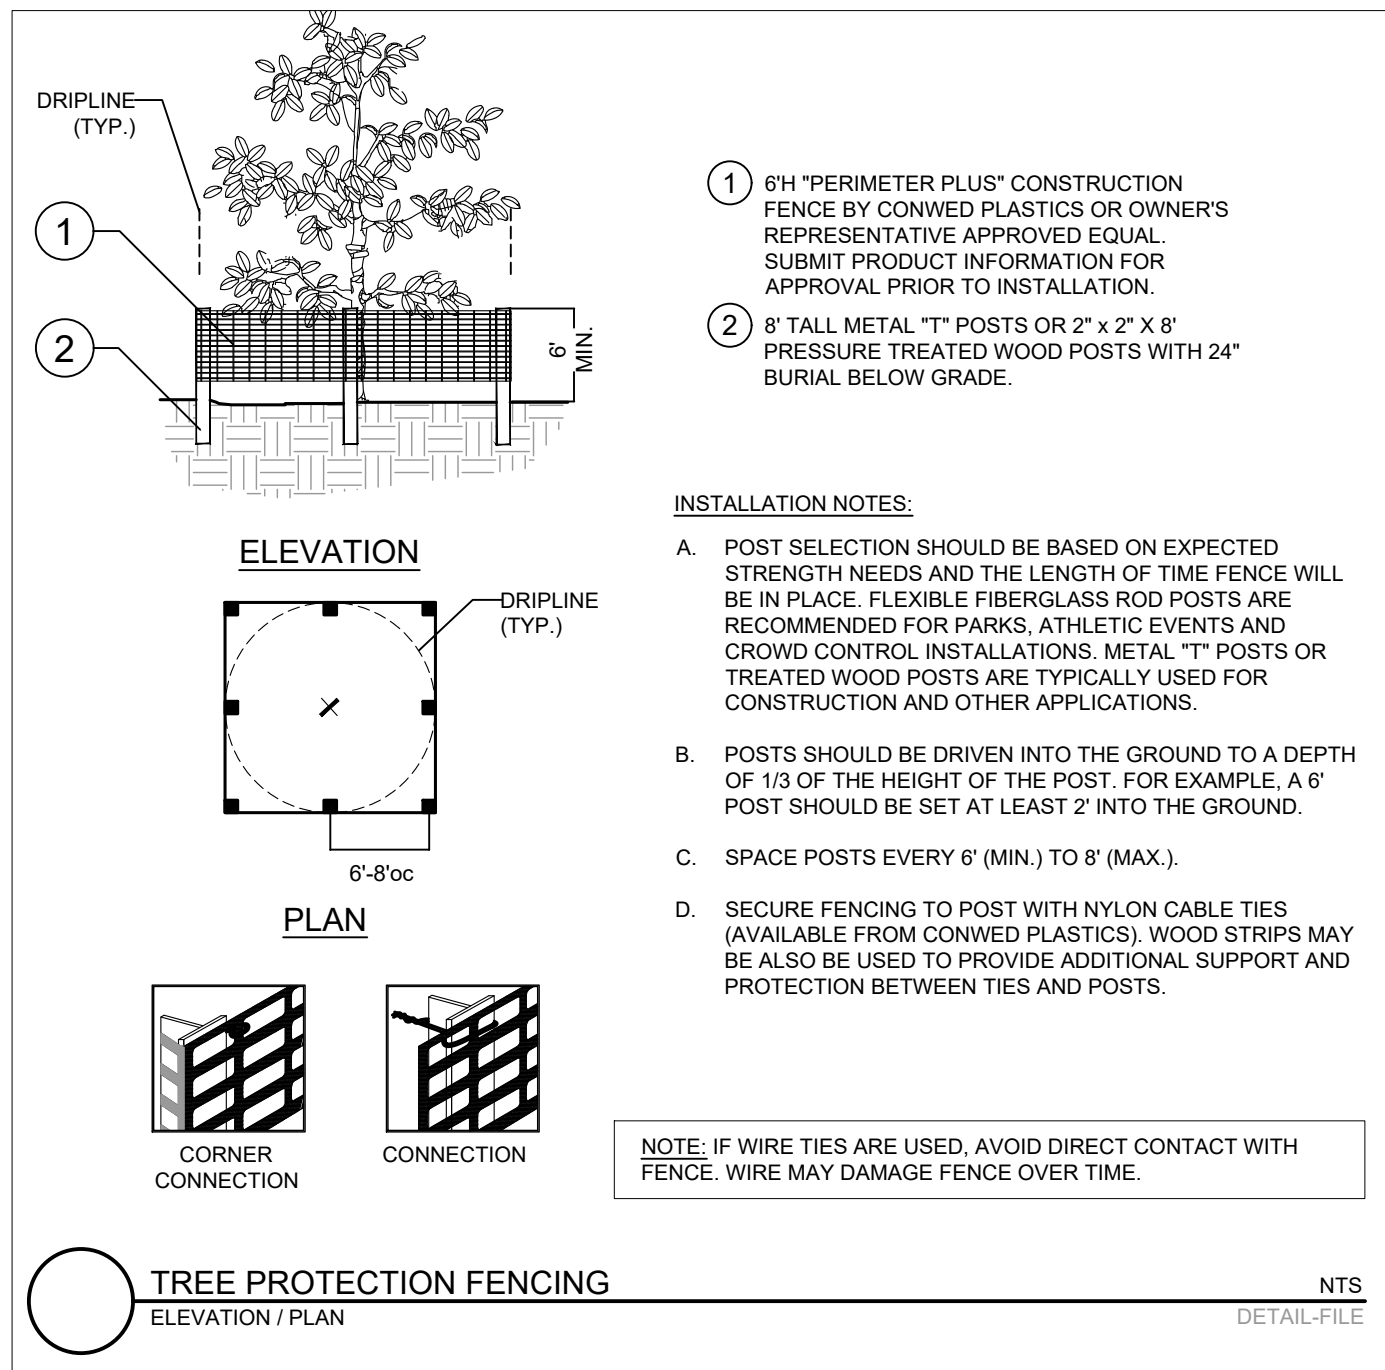 DRIPLINE
(TYP.)
1
2
6'
MIN.
1 6'H "PERIMETER PLUS" CONSTRUCTION
FENCE BY CONWED PLASTICS OR OWNER'S
REPRESENTATIVE APPROVED EQUAL.
SUBMIT PRODUCT INFORMATION FOR
APPROVAL PRIOR TO INSTALLATION.
2 8' TALL METAL "T" POSTS OR 2" x 2" X 8'
PRESSURE TREATED WOOD POSTS WITH 24"
BURIAL BELOW GRADE.
ELEVATION
DRIPLINE
(TYP.)
6'-8'oc
PLAN
CORNER
CONNECTION
CONNECTION
INSTALLATION NOTES:
A. POST SELECTION SHOULD BE BASED ON EXPECTED
STRENGTH NEEDS AND THE LENGTH OF TIME FENCE WILL
BE IN PLACE. FLEXIBLE FIBERGLASS ROD POSTS ARE
RECOMMENDED FOR PARKS, ATHLETIC EVENTS AND
CROWD CONTROL INSTALLATIONS. METAL "T" POSTS OR
TREATED WOOD POSTS ARE TYPICALLY USED FOR
CONSTRUCTION AND OTHER APPLICATIONS.
B. POSTS SHOULD BE DRIVEN INTO THE GROUND TO A DEPTH
OF 1/3 OF THE HEIGHT OF THE POST. FOR EXAMPLE, A 6'
POST SHOULD BE SET AT LEAST 2' INTO THE GROUND.
C. SPACE POSTS EVERY 6' (MIN.) TO 8' (MAX.).
D. SECURE FENCING TO POST WITH NYLON CABLE TIES
(AVAILABLE FROM CONWED PLASTICS). WOOD STRIPS MAY
BE ALSO BE USED TO PROVIDE ADDITIONAL SUPPORT AND
PROTECTION BETWEEN TIES AND POSTS.
NOTE: IF WIRE TIES ARE USED, AVOID DIRECT CONTACT WITH
FENCE. WIRE MAY DAMAGE FENCE OVER TIME.
TREE PROTECTION FENCING
NTS
ELEVATION / PLAN
DETAIL-FILE